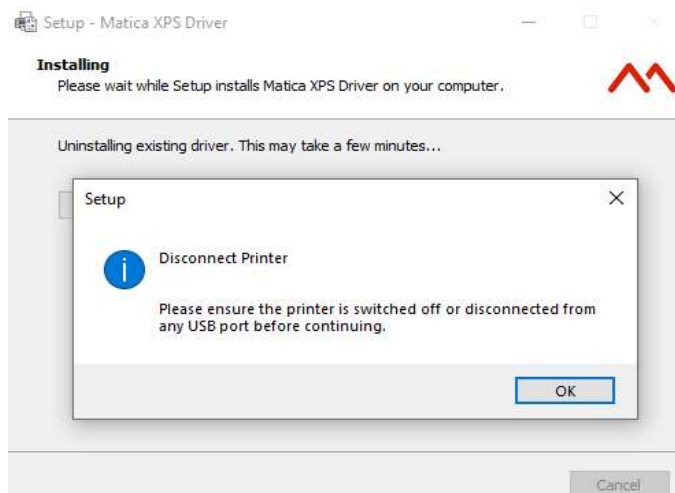 Setup - Matica XPS Driver
Installing
Please wait while Setup installs Matica XPS Driver on your computer.
Uninstalling existing driver. This may take a few minutes...
Setup
Disconnect Printer
Please ensure the printer is switched off or disconnected from
any USB port before continuing.
OK
Cancel